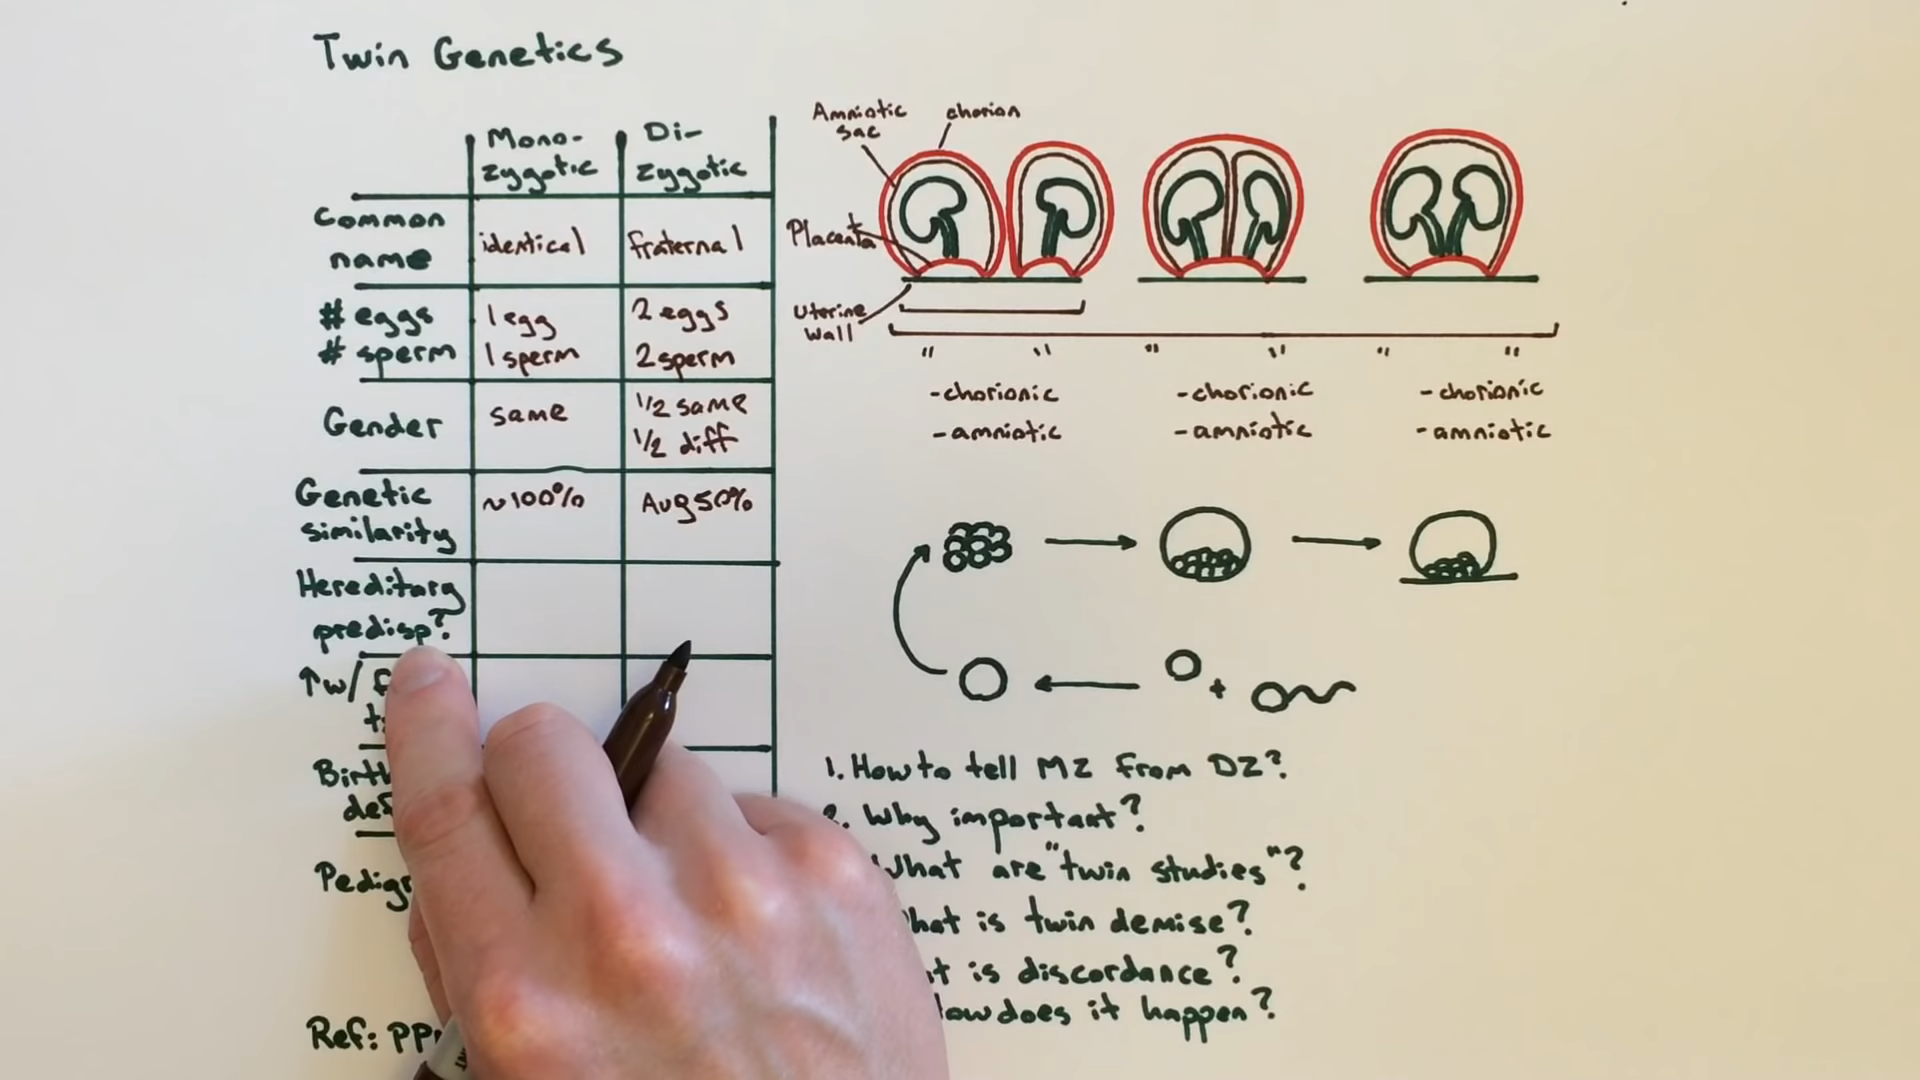 Twin Genetics
Mono-
zygotic
Di-
zygotic
Common
name
identical
fraternal
# eggs
# sperm
1 egg
1 sperm
2 eggs
2 sperm
Gender
same
1/2 same
1/2 diff
Genetic
similarity
~100%
Avg 50%
Hereditary
predisp?
↑w/
Ref:
Amniotic
sac
chorion
Placenta
Uterine
wall
" " " " " "
-chorionic
-amniotic
-chorionic
-amniotic
-chorionic
-amniotic
+
1. How to tell MZ from DZ?
Why important?
What are "twin studies"?
is twin demise?
is discordance?
does it happen?